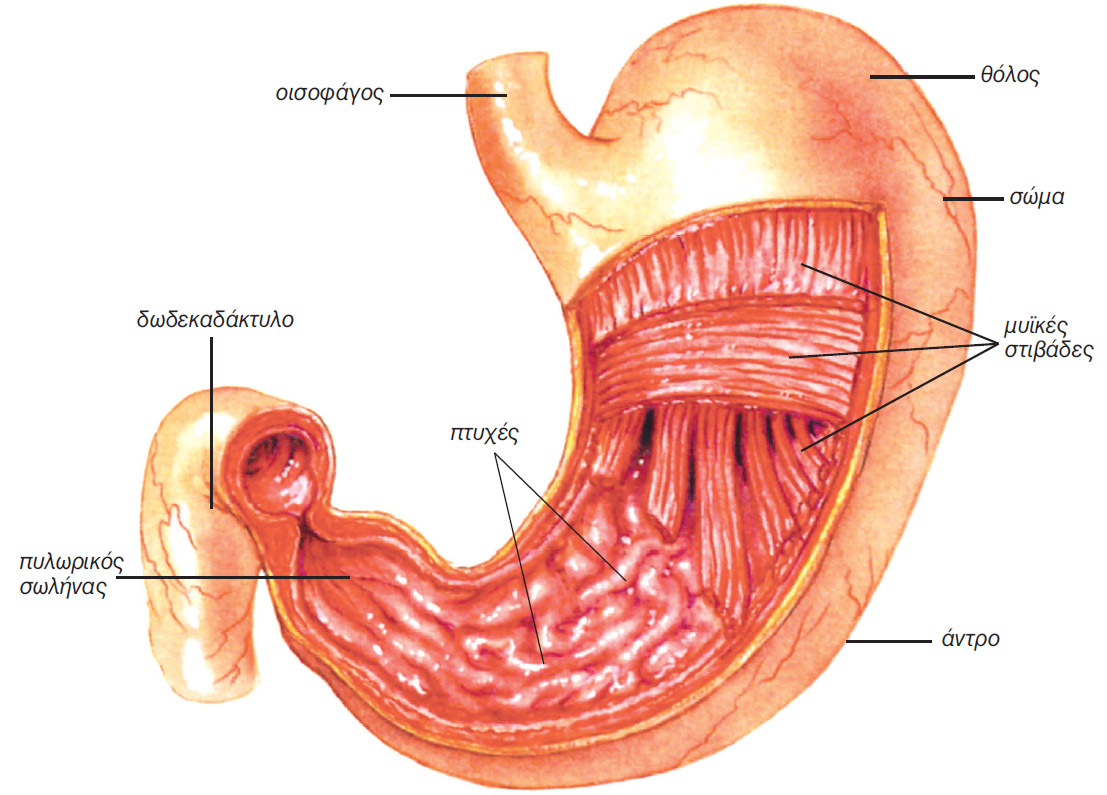 θόλος
οισοφάγος
σώμα
δωδεκαδάκτυλο
μυϊκές
στιβάδες
πτυχές
πυλωρικός
σωλήνας
άντρο